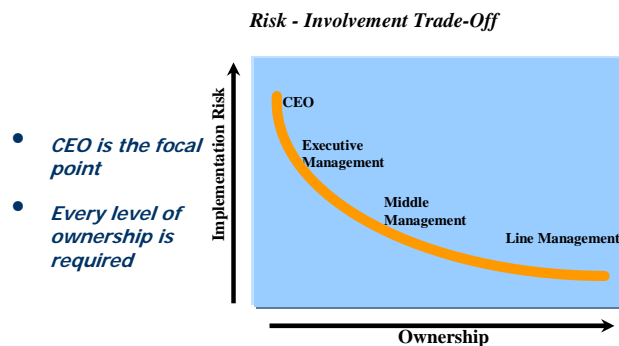 Risk - Involvement Trade-Off
• CEO is the focal
point
• Every level of
ownership is
required
Implementation Risk
CEO
Executive
Management
Middle
Management
Line Management
Ownership